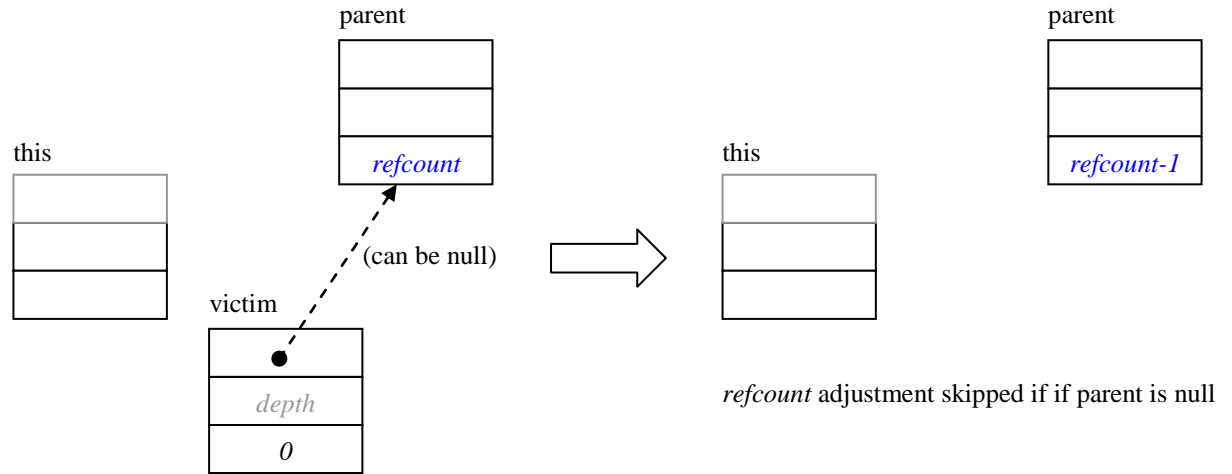 parent
refcount
this
(can be null)
victim
depth
0
parent
refcount-1
this
refcount adjustment skipped if if parent is null